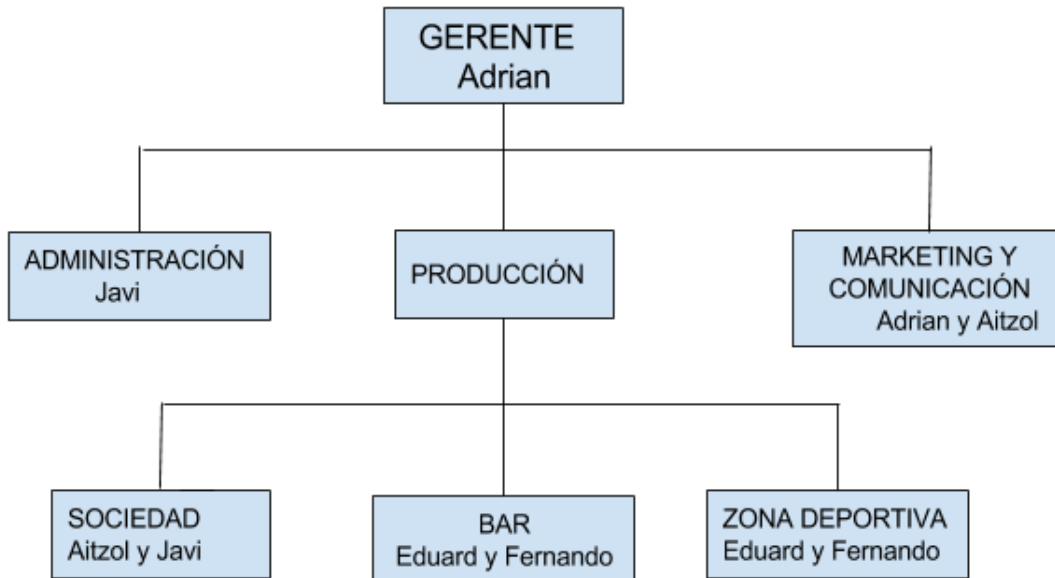 GERENTE
Adrian
ADMINISTRACIÓN
Javi
PRODUCCIÓN
MARKETING Y
COMUNICACIÓN
Adrian y Aitzol
SOCIEDAD
Aitzol y Javi
BAR
Eduard y Fernando
ZONA DEPORTIVA
Eduard y Fernando